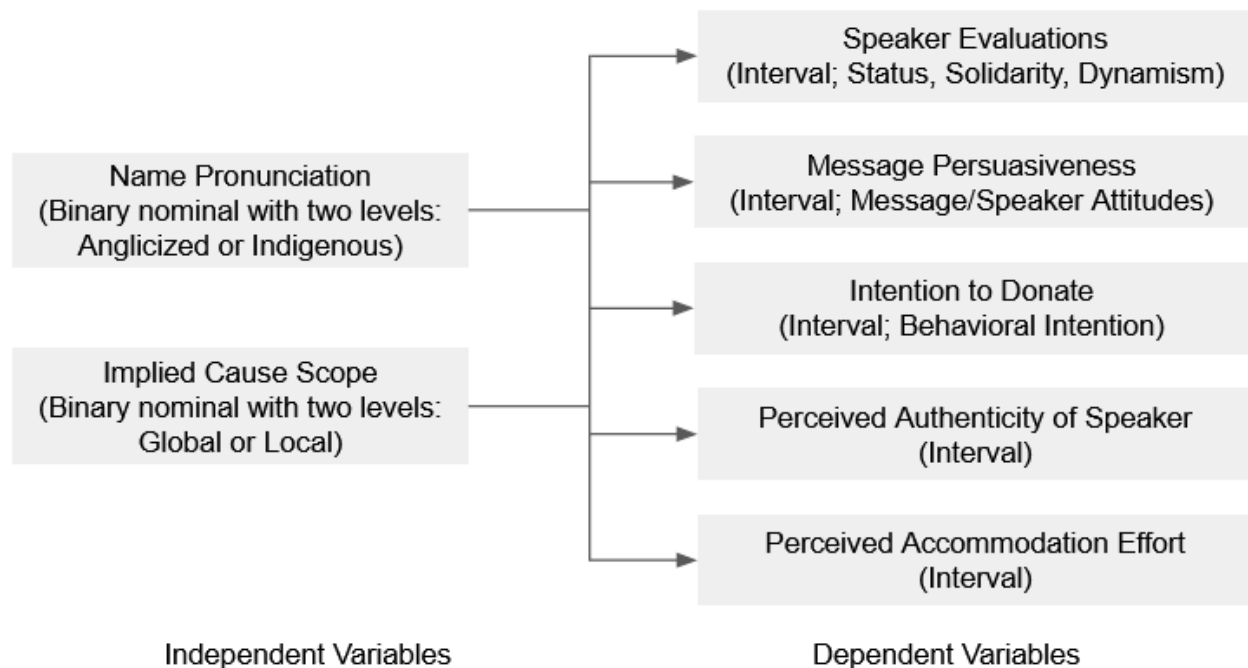 Name Pronunciation
(Binary nominal with two levels:
Anglicized or Indigenous)
Implied Cause Scope
(Binary nominal with two levels:
Global or Local)
Independent Variables
Speaker Evaluations
(Interval; Status, Solidarity, Dynamism)
Message Persuasiveness
(Interval; Message/Speaker Attitudes)
Intention to Donate
(Interval; Behavioral Intention)
Perceived Authenticity of Speaker
(Interval)
Perceived Accommodation Effort
(Interval)
Dependent Variables